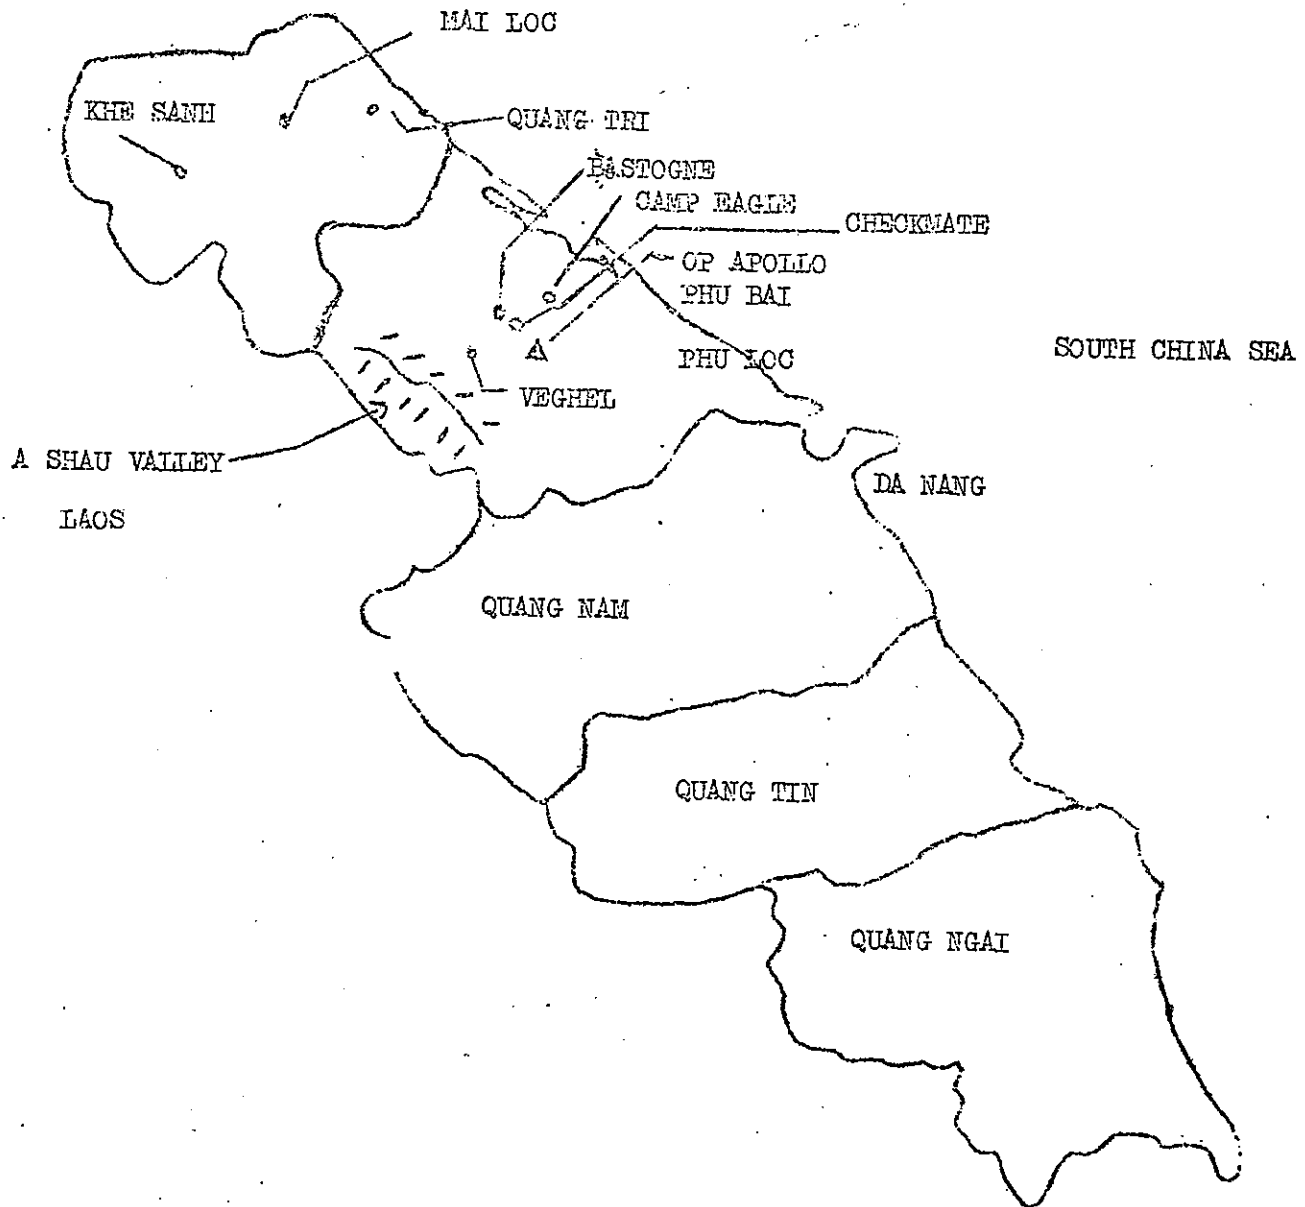 MAI LOC
KHE SANH
QUANG TRI
BASTOGNE
CAMP EAGLE
CHECKMATE
OP APOLLO
PHU BAI
SOUTH CHINA SEA
PHU LOC
VEGHEL
A SHAU VALLEY
DA NANG
LAOS
QUANG NAM
QUANG TIN
QUANG NGAI